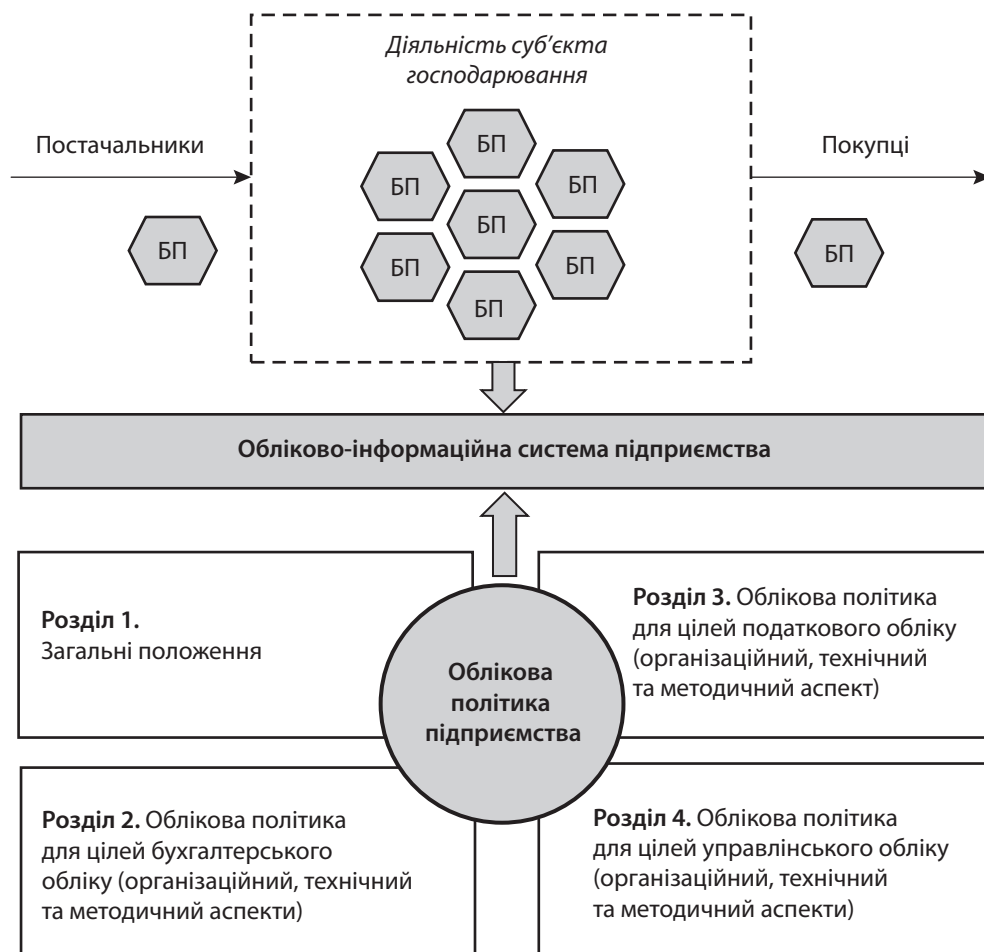 Діяльність суб’єкта
господарювання
Постачальники
Покупці
БП
БП
БП
БП
БП
БП
БП
БП
БП
Обліково-інформаційна система підприємства
Розділ 1.
Загальні положення
Розділ 3. Облікова політика
для цілей податкового обліку
(організаційний, технічний
та методичний аспект)
Облікова
політика
підприємства
Розділ 2. Облікова політика
для цілей бухгалтерського
обліку (організаційний, технічний
та методичний аспекти)
Розділ 4. Облікова політика
для цілей управлінського обліку
(організаційний, технічний
та методичний аспекти)